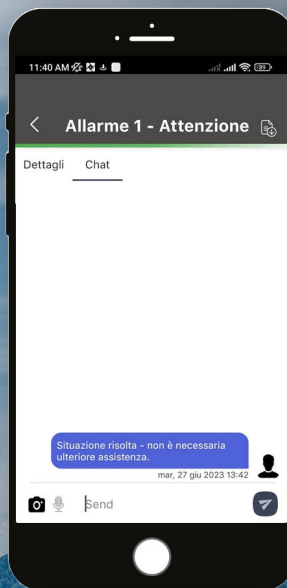 11:40 AM
39
Allarme 1 - Attenzione
Dettagli Chat
Situazione risolta - non è necessaria
ulteriore assistenza.
mar, 27 giu 2023 13:42
Send